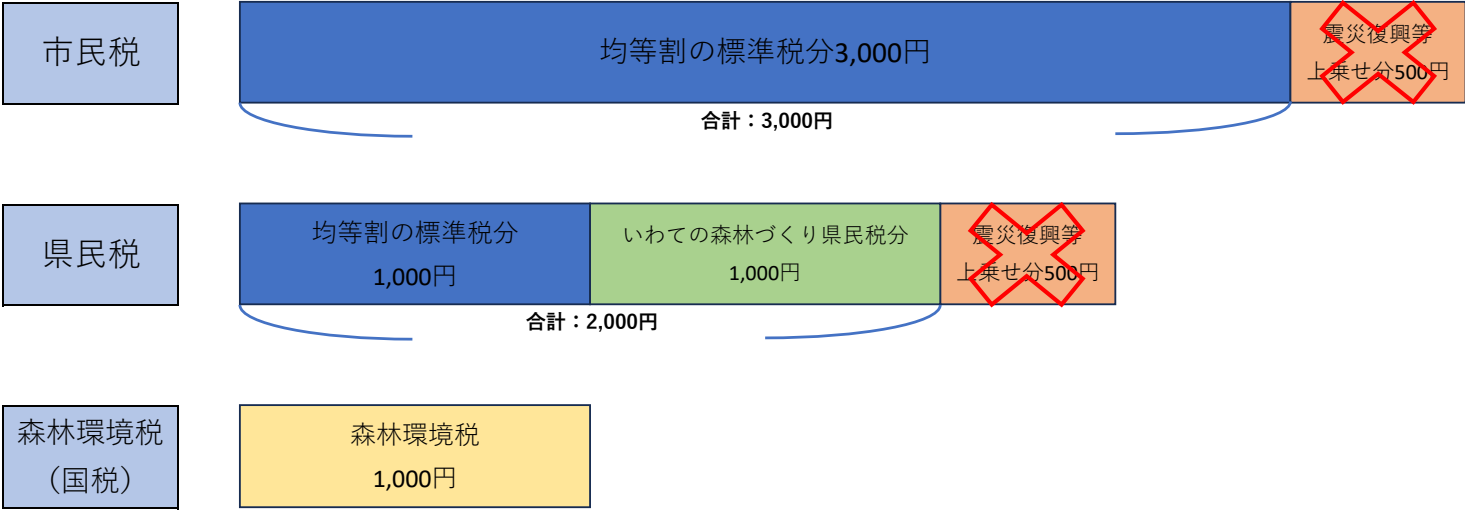 市民税
均等割の標準税分3,000円
震災復興等
上乗せ分500円
合計：3,000円
県民税
均等割の標準税分
1,000円
いわての森林づくり県民税分
1,000円
震災復興等
上乗せ分500円
合計：2,000円
森林環境税
（国税）
森林環境税
1,000円